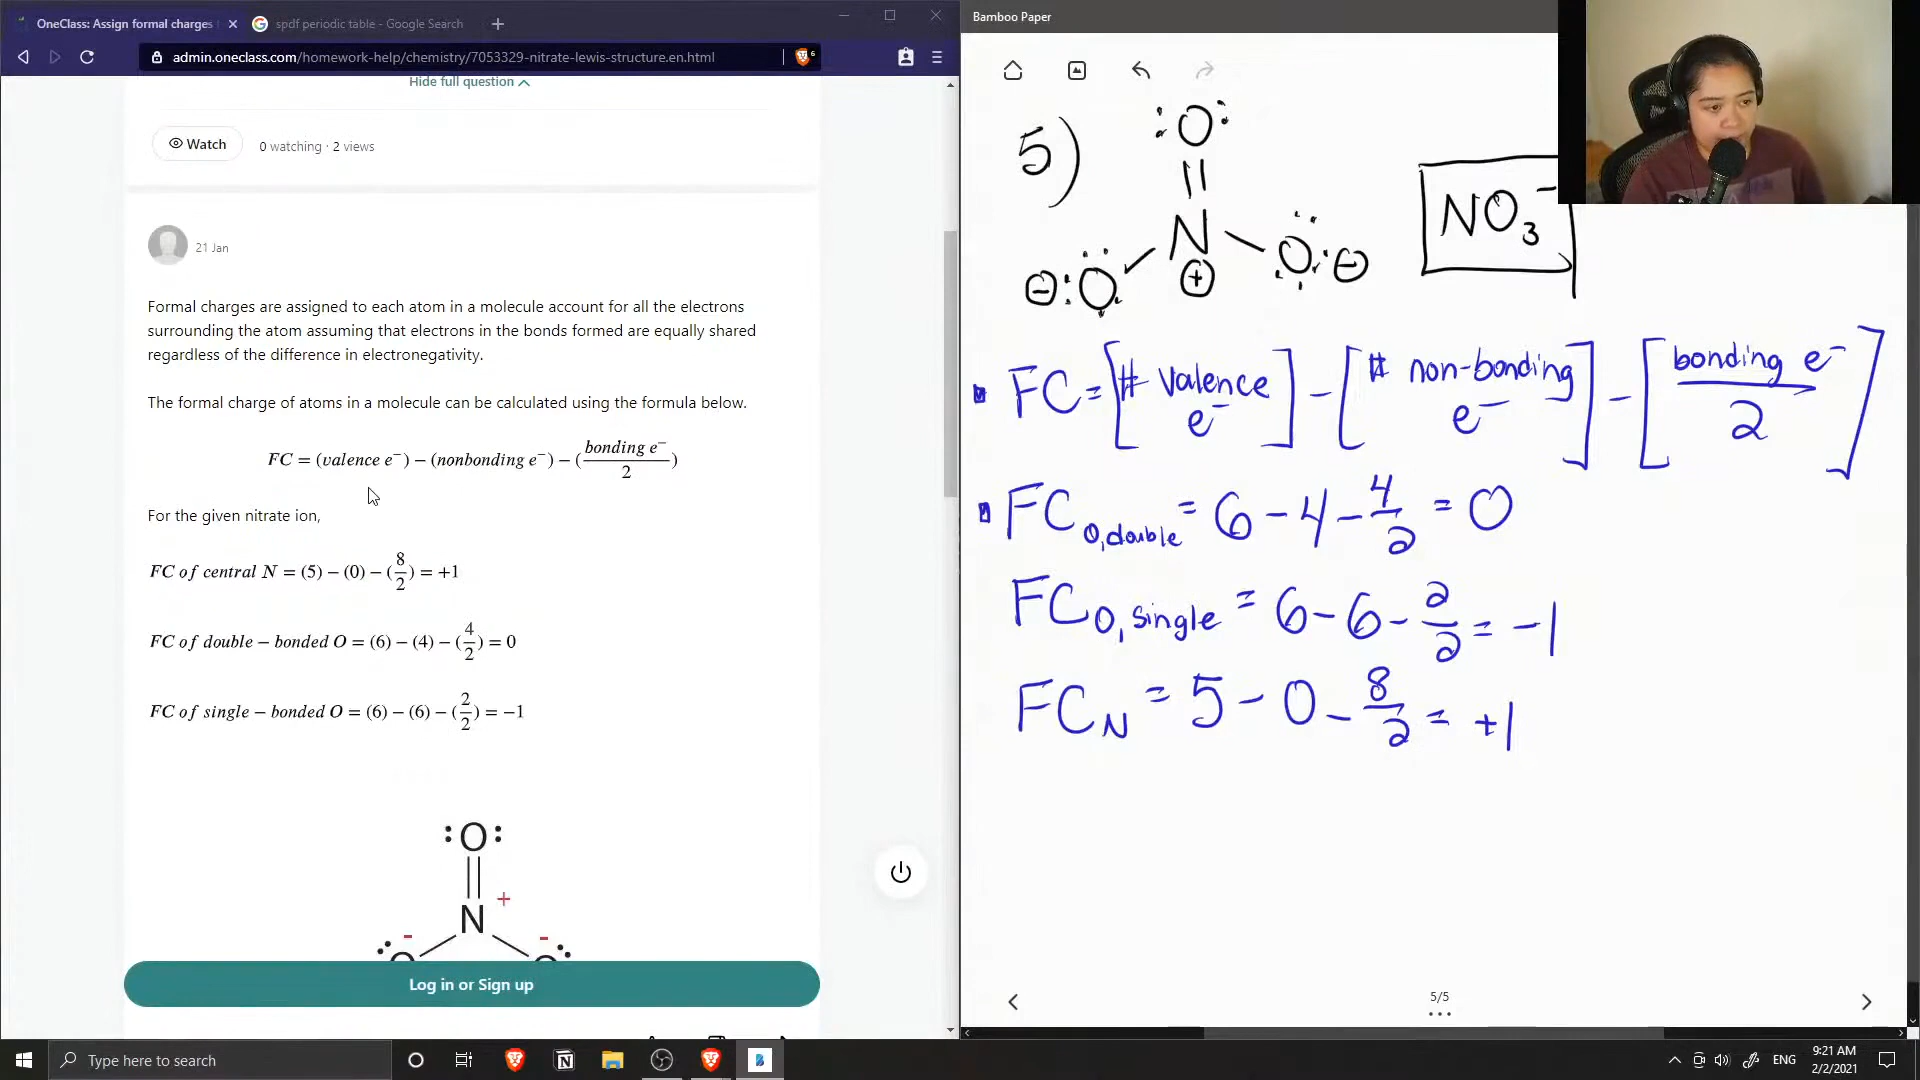 OneClass: Assign formal charges
spdf periodic table - Google Search
admin.oneclass.com/homework-help/chemistry/7053329-nitrate-lewis-structure.en.html
6
Hide full question
Watch
0 watching · 2 views
21 Jan
Formal charges are assigned to each atom in a molecule account for all the electrons
surrounding the atom assuming that electrons in the bonds formed are equally shared
regardless of the difference in electronegativity.
The formal charge of atoms in a molecule can be calculated using the formula below.
FC = (valence e⁻) − (nonbonding e⁻) − (bonding e⁻/2)
For the given nitrate ion,
FC of central N = (5) − (0) − (8/2) = +1
FC of double − bonded O = (6) − (4) − (4/2) = 0
FC of single − bonded O = (6) − (6) − (2/2) = −1
:O:
N +
- -
Log in or Sign up
Bamboo Paper
5)
:O:
N
⊕
⊖:O
O:⊖
NO₃⁻
FC = [# valence e⁻] − [# non-bonding e⁻] − [bonding e⁻/2]
FC O, double = 6 − 4 − 4/2 = 0
FC O, single = 6 − 6 − 2/2 = −1
FC N = 5 − 0 − 8/2 = +1
5/5
Type here to search
ENG
9:21 AM
2/2/2021